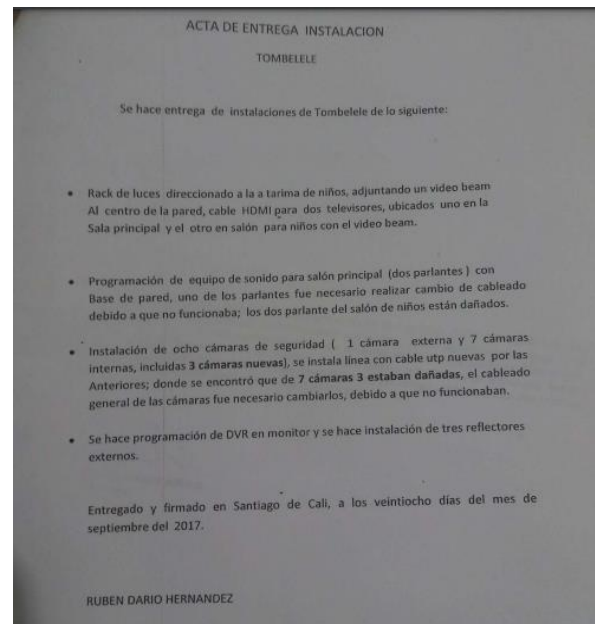 ACTA DE ENTREGA INSTALACION
TOMBELELE
Se hace entrega de instalaciones de Tombelele de lo siguiente:
• Rack de luces direccionado a la a tarima de niños, adjuntando un video beam
Al centro de la pared, cable HDMI para dos televisores, ubicados uno en la
Sala principal y el otro en salón para niños con el video beam.
• Programación de equipo de sonido para salón principal (dos parlantes ) con
Base de pared, uno de los parlantes fue necesario realizar cambio de cableado
debido a que no funcionaba; los dos parlante del salón de niños están dañados.
• Instalación de ocho cámaras de seguridad ( 1 cámara externa y 7 cámaras
internas, incluidas 3 cámaras nuevas), se instala línea con cable utp nuevas por las
Anteriores; donde se encontró que de 7 cámaras 3 estaban dañadas, el cableado
general de las cámaras fue necesario cambiarlos, debido a que no funcionaban.
• Se hace programación de DVR en monitor y se hace instalación de tres reflectores
externos.
Entregado y firmado en Santiago de Cali, a los veintiocho días del mes de
septiembre del 2017.
RUBEN DARIO HERNANDEZ